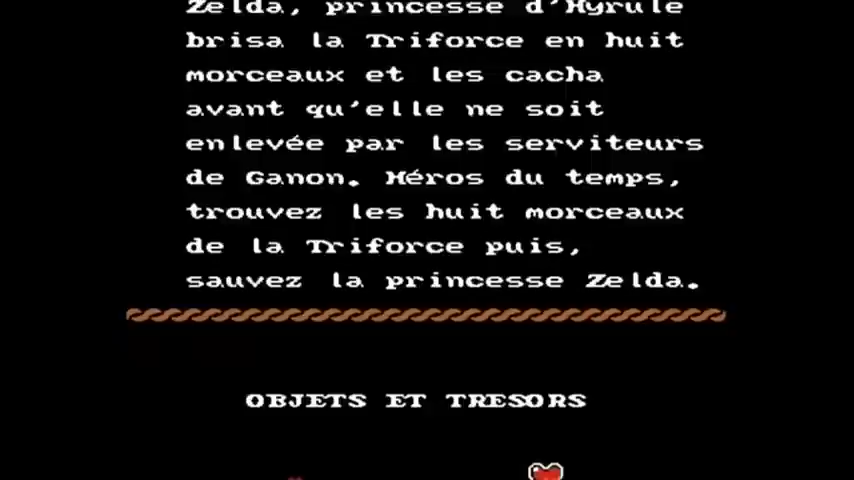 Zelda, princesse d'Hyrule
brisa la Triforce en huit
morceaux et les cacha
avant qu'elle ne soit
enlevée par les serviteurs
de Ganon. Héros du temps,
trouvez les huit morceaux
de la Triforce puis,
sauvez la princesse Zelda.
OBJETS ET TRESORS